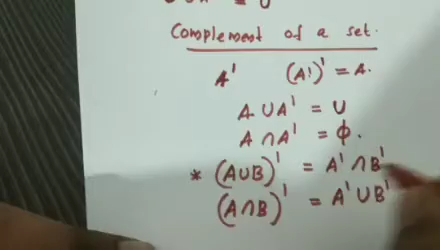 = U
Complement of a set.
A' (A')' = A.
A ∪ A' = U
A ∩ A' = ϕ.
* (A∪B)' = A' ∩ B'
(A∩B)' = A' ∪ B'